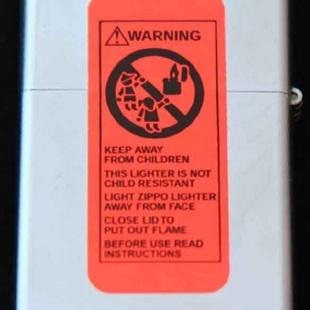 WARNING
KEEP AWAY
FROM CHILDREN
THIS LIGHTER IS NOT
CHILD RESISTANT
LIGHT ZIPPO LIGHTER
AWAY FROM FACE
CLOSE LID TO
PUT OUT FLAME
BEFORE USE READ
INSTRUCTIONS